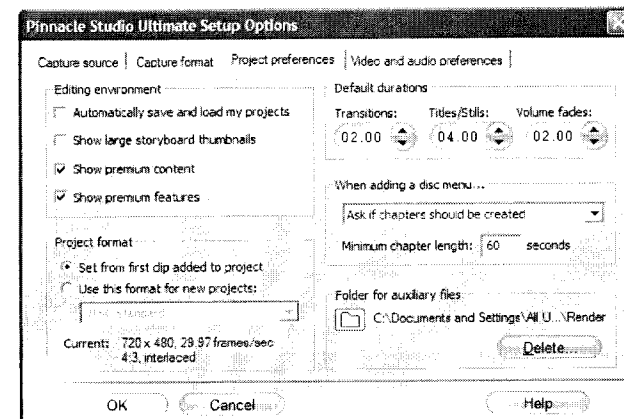 Pinnacle Studio Ultimate Setup Options
Capture source Capture format Project preferences Video and audio preferences
Editing environment
Automatically save and load my projects
Show large storyboard thumbnails
Show premium content
Show premium features
Project format
Set from first clip added to project
Use this format for new projects:
Current: 720 x 480, 29.97 frames/sec
4:3, interlaced
Default durations
Transitions: Titles/Stills: Volume fades:
02.00 04.00 02.00
When adding a disc menu...
Ask if chapters should be created
Minimum chapter length: 60 seconds
Folder for auxiliary files
C:\Documents and Settings\All U...\Render
Delete...
OK Cancel Help